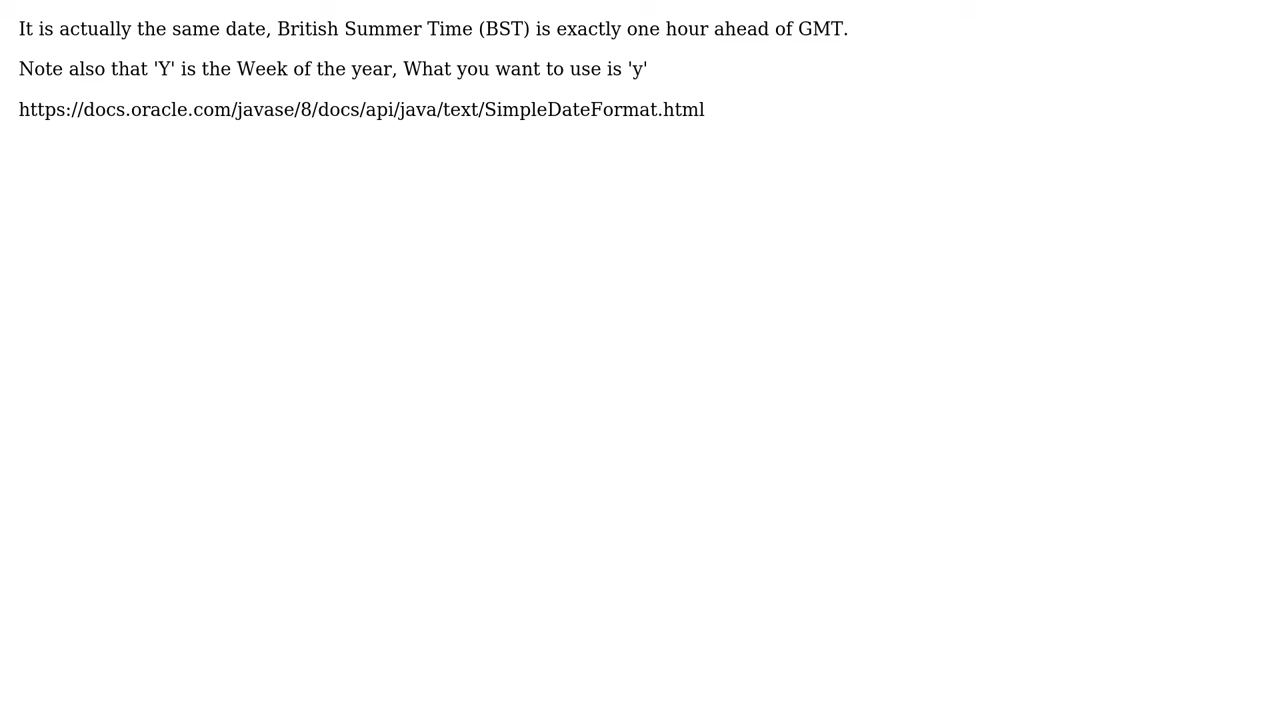 It is actually the same date, British Summer Time (BST) is exactly one hour ahead of GMT.
Note also that 'Y' is the Week of the year, What you want to use is 'y'
https://docs.oracle.com/javase/8/docs/api/java/text/SimpleDateFormat.html